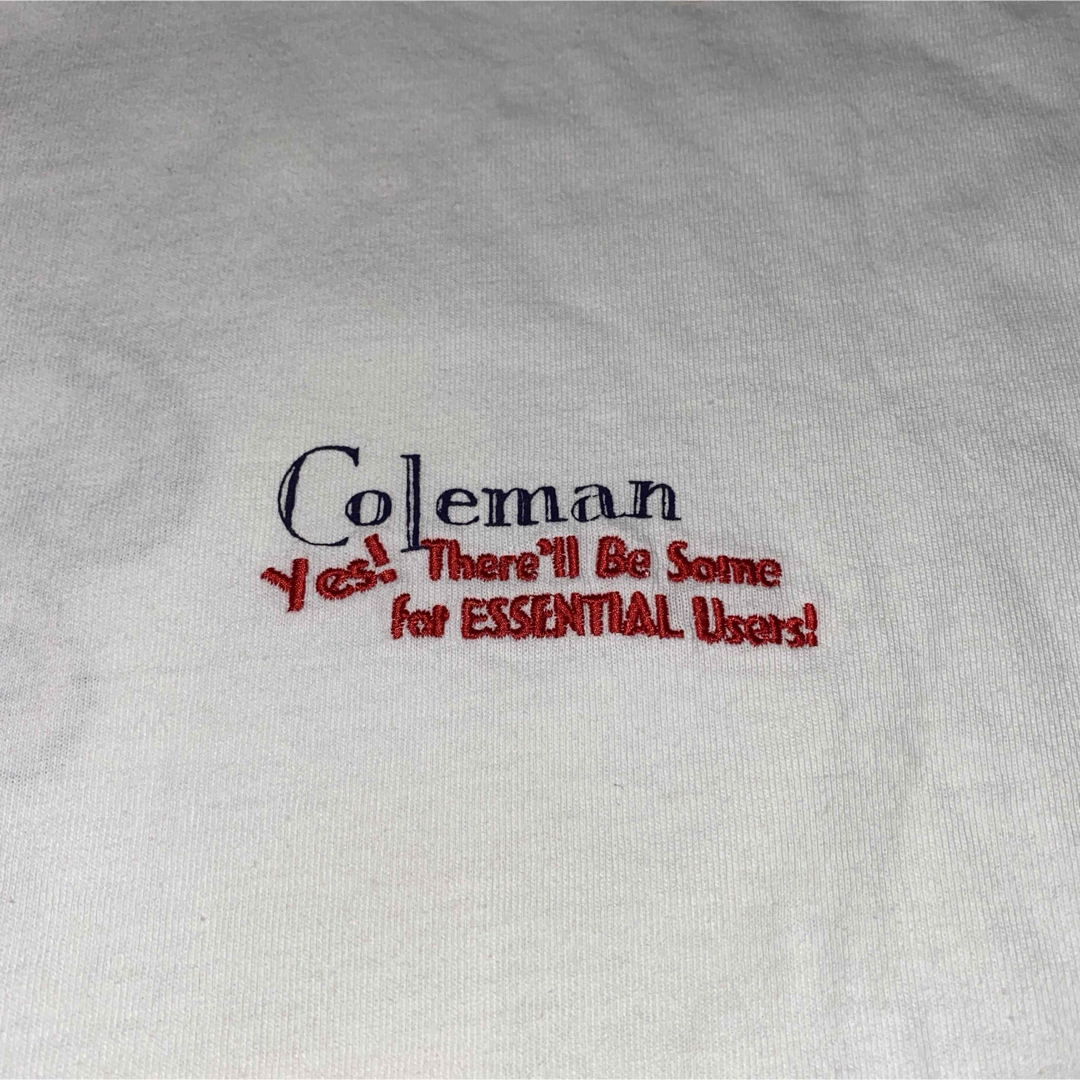 Coleman
Yes! There'll Be Some
for ESSENTIAL Users!